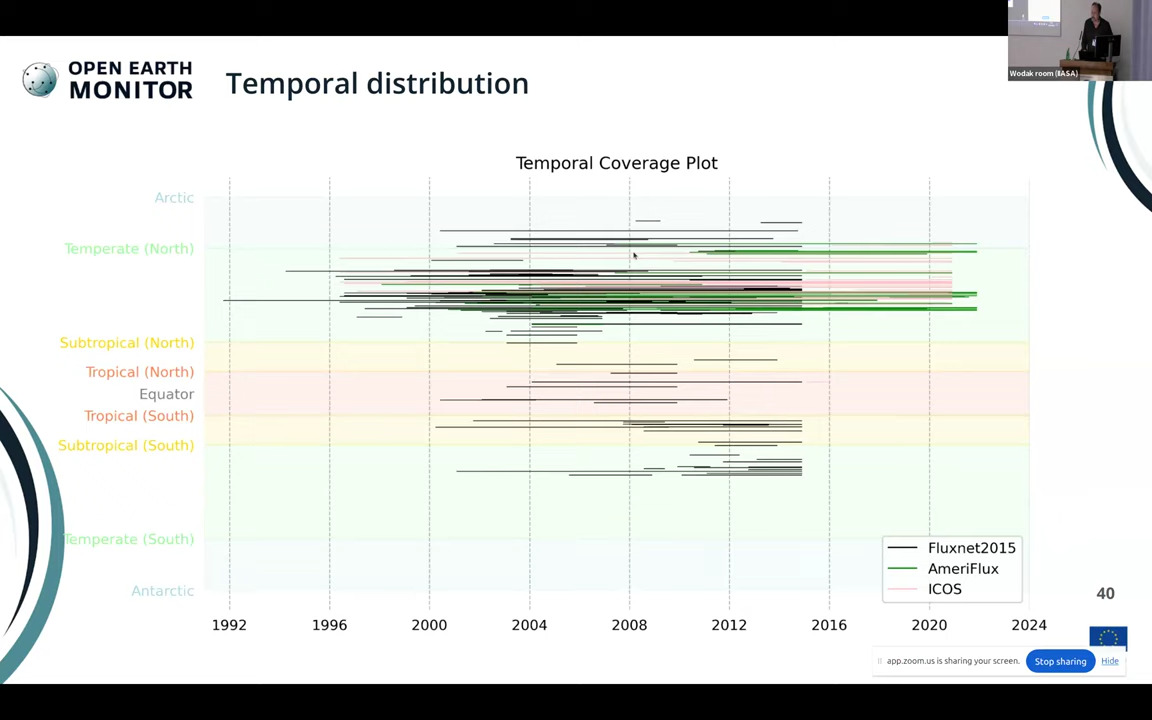 OPEN EARTH
MONITOR
Temporal distribution
Wodak room (IIASA)
Temporal Coverage Plot
Arctic
Temperate (North)
Subtropical (North)
Tropical (North)
Equator
Tropical (South)
Subtropical (South)
Temperate (South)
Antarctic
Fluxnet2015
AmeriFlux
ICOS
1992 1996 2000 2004 2008 2012 2016 2020 2024
40
app.zoom.us is sharing your screen. Stop sharing Hide